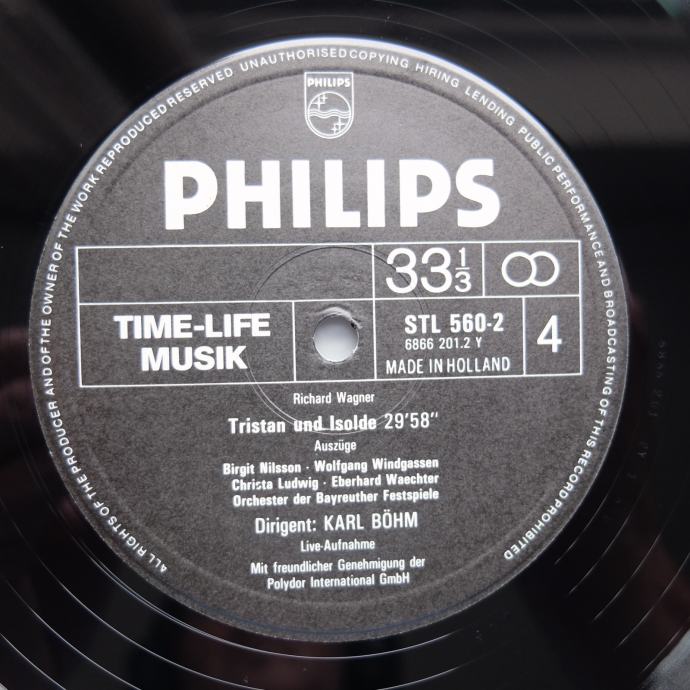 ALL RIGHTS OF THE PRODUCER AND OF THE OWNER OF THE WORK REPRODUCED RESERVED UNAUTHORISED COPYING HIRING LENDING PUBLIC PERFORMANCE AND BROADCASTING OF THIS RECORD PROHIBITED
PHILIPS
PHILIPS
33⅓
TIME-LIFE
MUSIK
STL 560-2
6866 201.2 Y
MADE IN HOLLAND
4
Richard Wagner
Tristan und Isolde 29'58"
Auszüge
Birgit Nilsson · Wolfgang Windgassen
Christa Ludwig · Eberhard Waechter
Orchester der Bayreuther Festspiele
Dirigent: KARL BÖHM
Live-Aufnahme
Mit freundlicher Genehmigung der
Polydor International GmbH